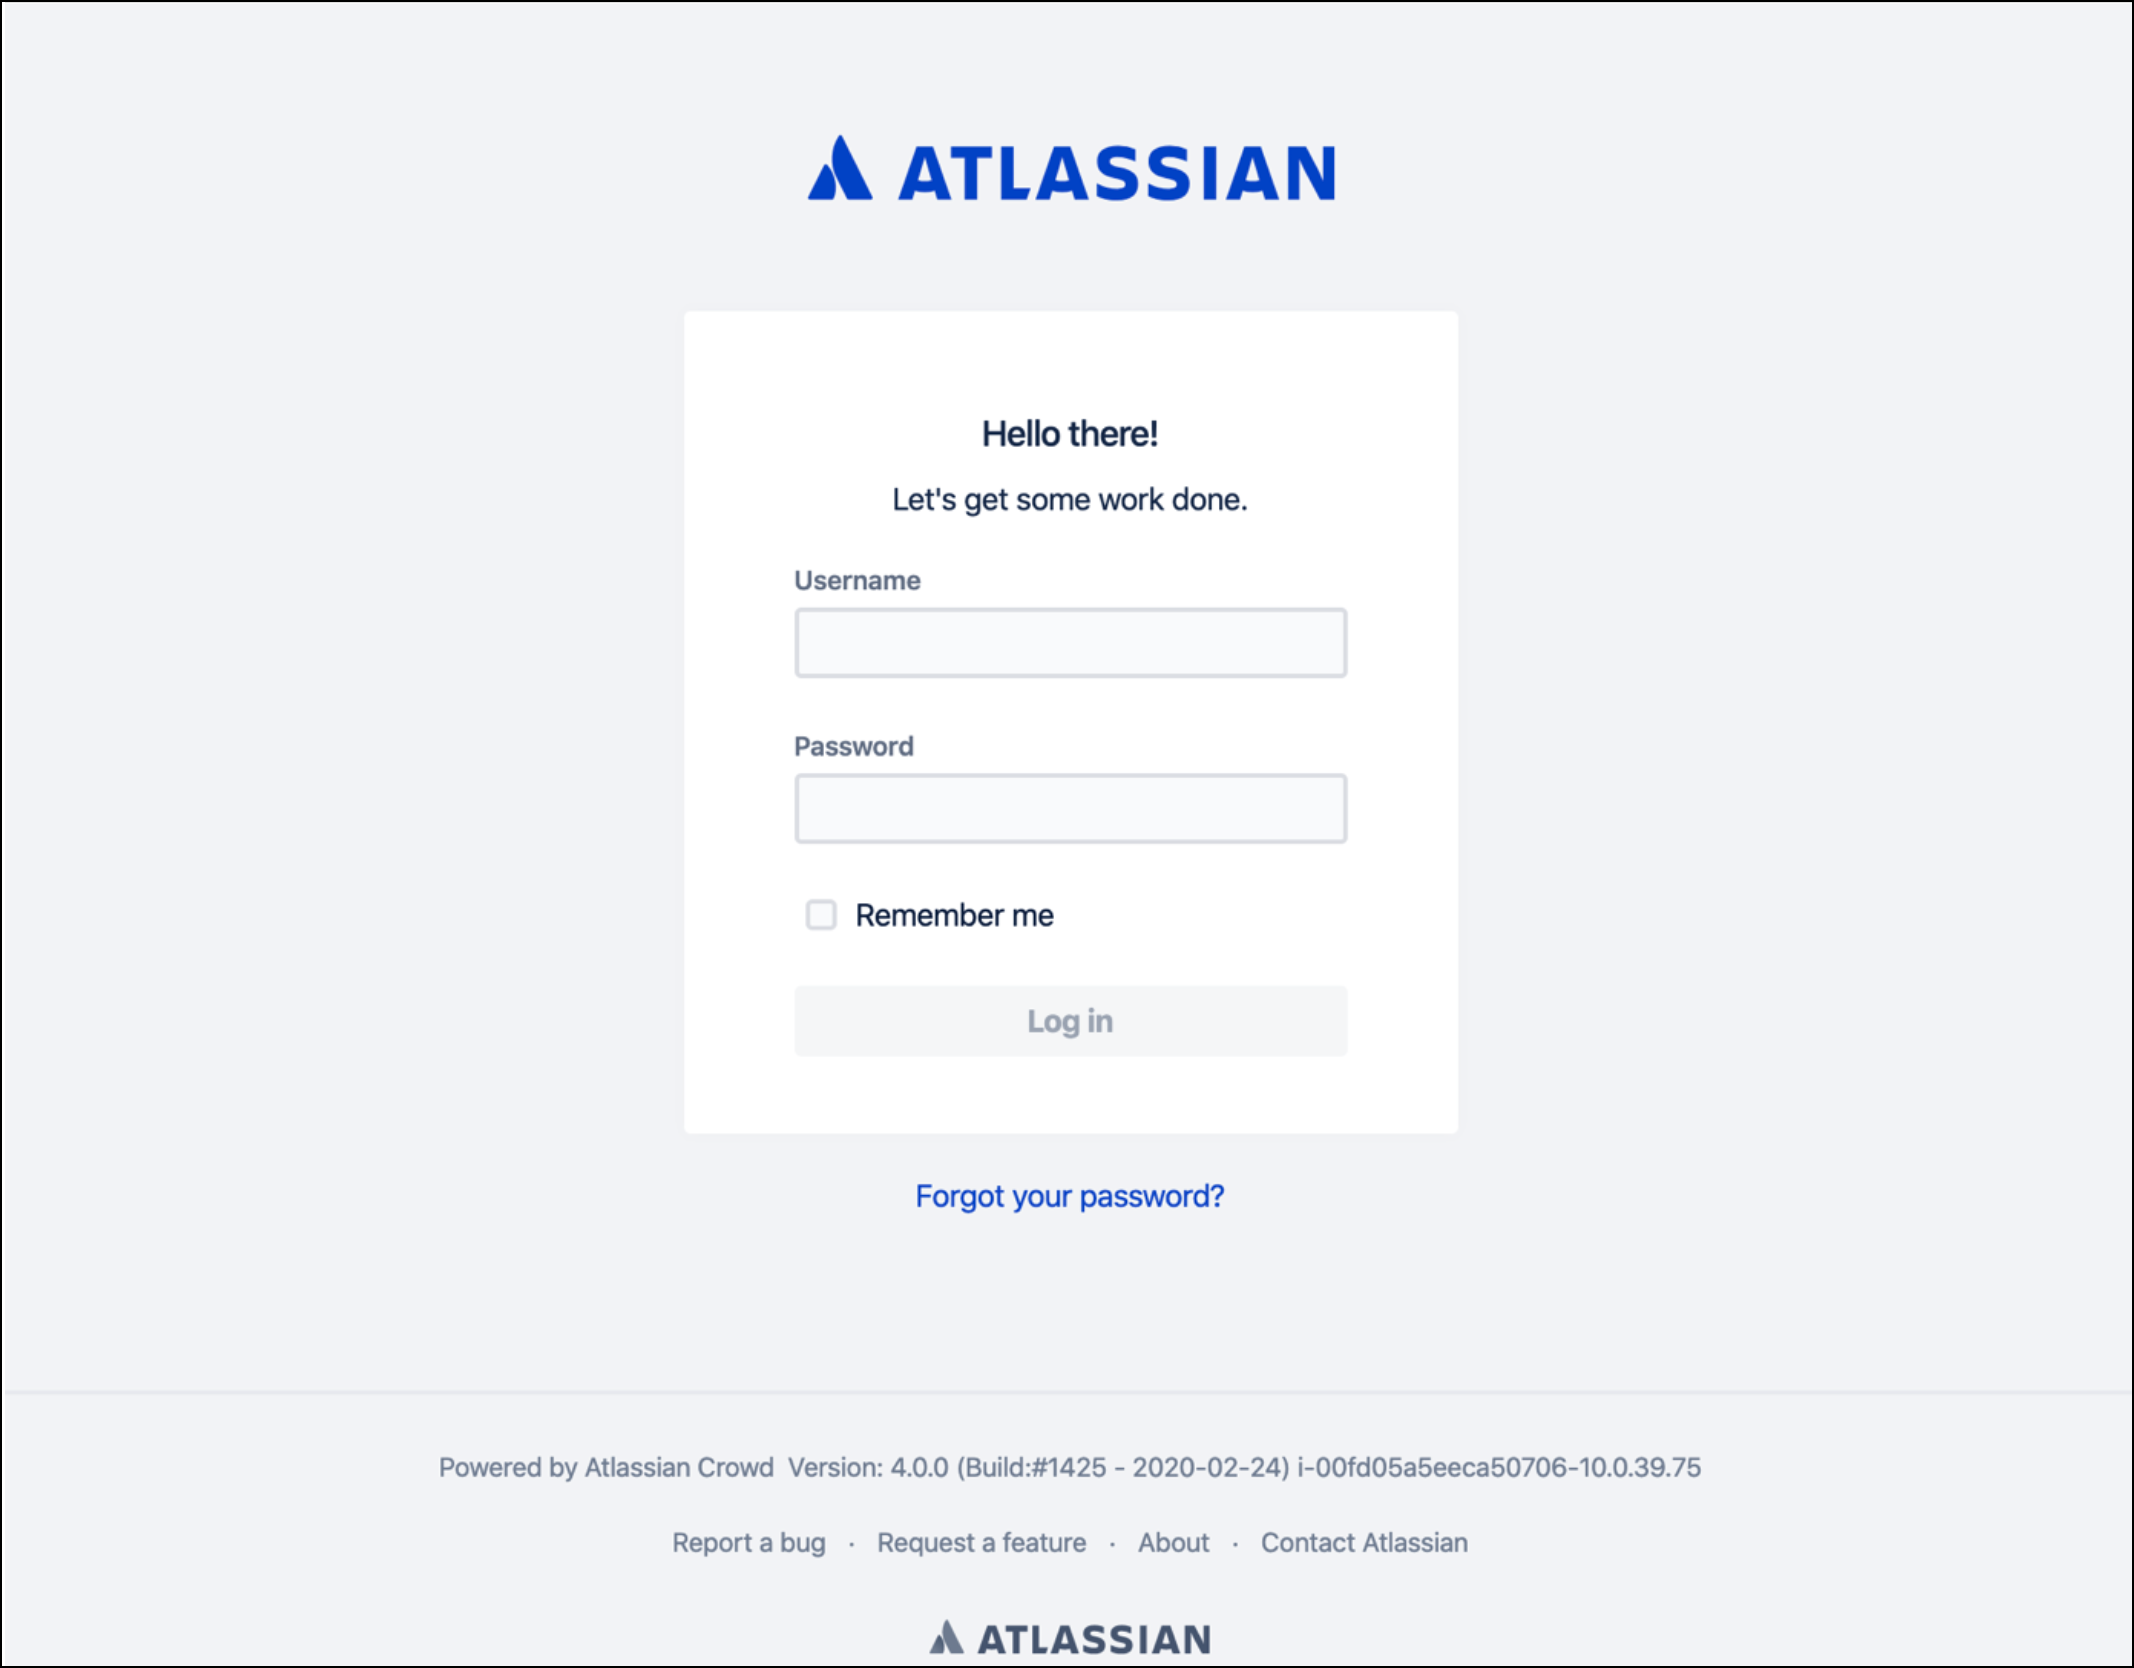 ATLASSIAN
Hello there!
Let's get some work done.
Username
Password
Remember me
Log in
Forgot your password?
Powered by Atlassian Crowd Version: 4.0.0 (Build:#1425 - 2020-02-24) i-00fd05a5eeca50706-10.0.39.75
Report a bug · Request a feature · About · Contact Atlassian
ATLASSIAN